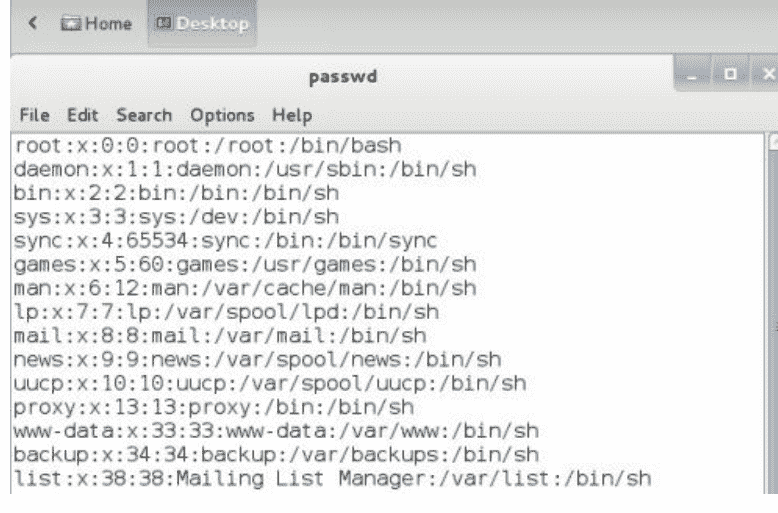 Home Desktop
passwd
File Edit Search Options Help
root:x:0:0:root:/root:/bin/bash
daemon:x:1:1:daemon:/usr/sbin:/bin/sh
bin:x:2:2:bin:/bin:/bin/sh
sys:x:3:3:sys:/dev:/bin/sh
sync:x:4:65534:sync:/bin:/bin/sync
games:x:5:60:games:/usr/games:/bin/sh
man:x:6:12:man:/var/cache/man:/bin/sh
lp:x:7:7:lp:/var/spool/lpd:/bin/sh
mail:x:8:8:mail:/var/mail:/bin/sh
news:x:9:9:news:/var/spool/news:/bin/sh
uucp:x:10:10:uucp:/var/spool/uucp:/bin/sh
proxy:x:13:13:proxy:/bin:/bin/sh
www-data:x:33:33:www-data:/var/www:/bin/sh
backup:x:34:34:backup:/var/backups:/bin/sh
list:x:38:38:Mailing List Manager:/var/list:/bin/sh